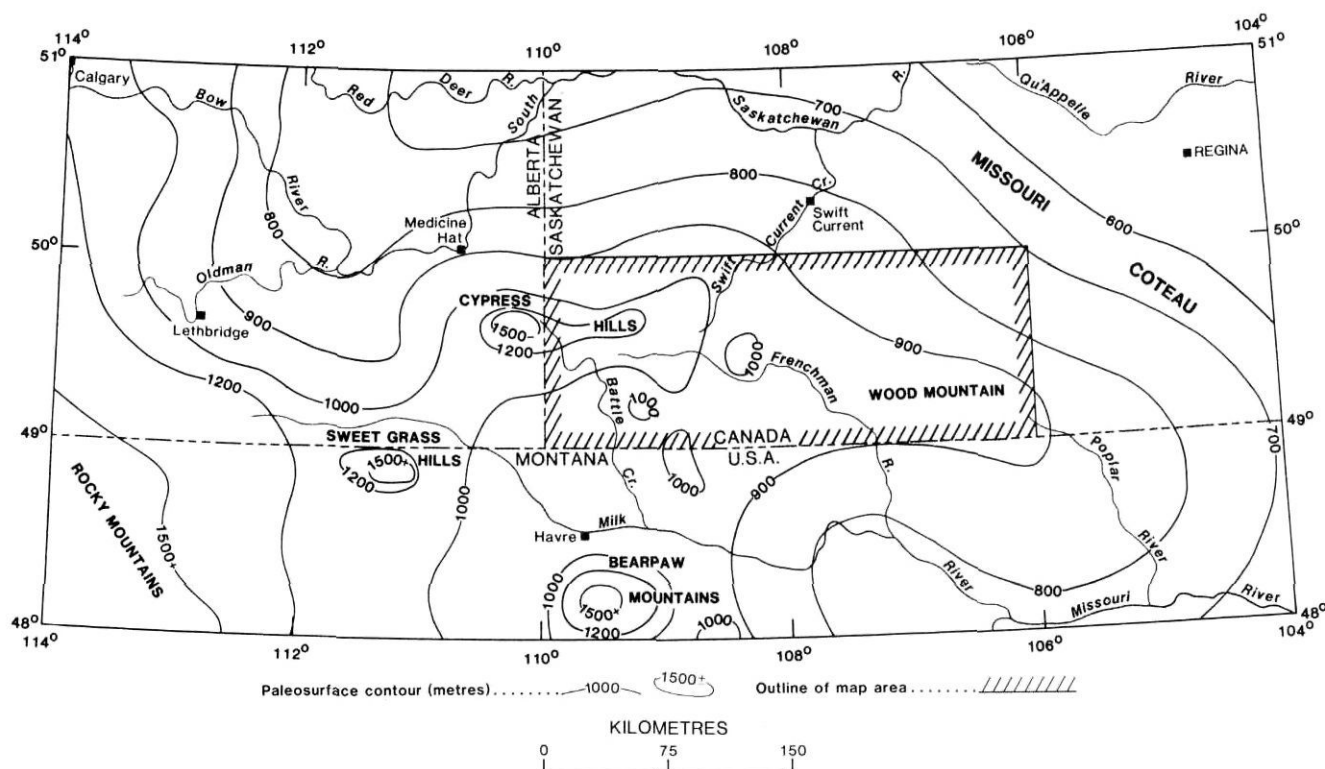 114° 112° 110° 108° 106° 104°
51° 51°
Calgary
Bow
River
Red Deer R.
South
Saskatchewan
R.
Qu'Appelle River
REGINA
700
ALBERTA
SASKATCHEWAN
MISSOURI
COTEAU
800
800
600
Medicine
Hat
Swift
Current
Swift Current Cr.
50° 50°
Oldman R.
Lethbridge
900
CYPRESS
HILLS
1500-
1200
1200
1000
1000
900
Frenchman
R.
WOOD MOUNTAIN
Battle
Cr.
1000
49° 49°
SWEET GRASS
HILLS
1500+
1200
MONTANA
CANADA
U.S.A.
Poplar
River
700
ROCKY MOUNTAINS
1500+
1000
1000
900
Havre
Milk
River
BEARPAW
MOUNTAINS
1000
1500+
1200
1000
800
Missouri River
48° 48°
114° 112° 110° 108° 106° 104°
Paleosurface contour (metres)....... 1000 1500+ Outline of map area........
KILOMETRES
0 75 150